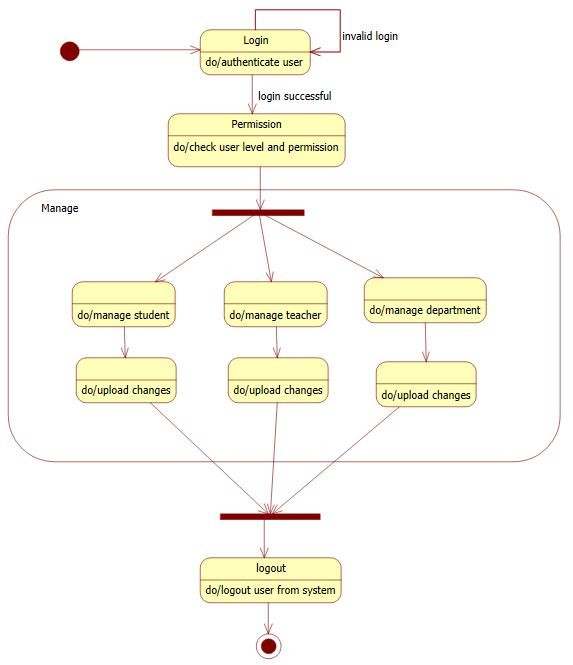 Login
invalid login
do/authenticate user
login successful
Permission
do/check user level and permission
Manage
do/manage student
do/manage teacher
do/manage department
do/upload changes
do/upload changes
do/upload changes
logout
do/logout user from system